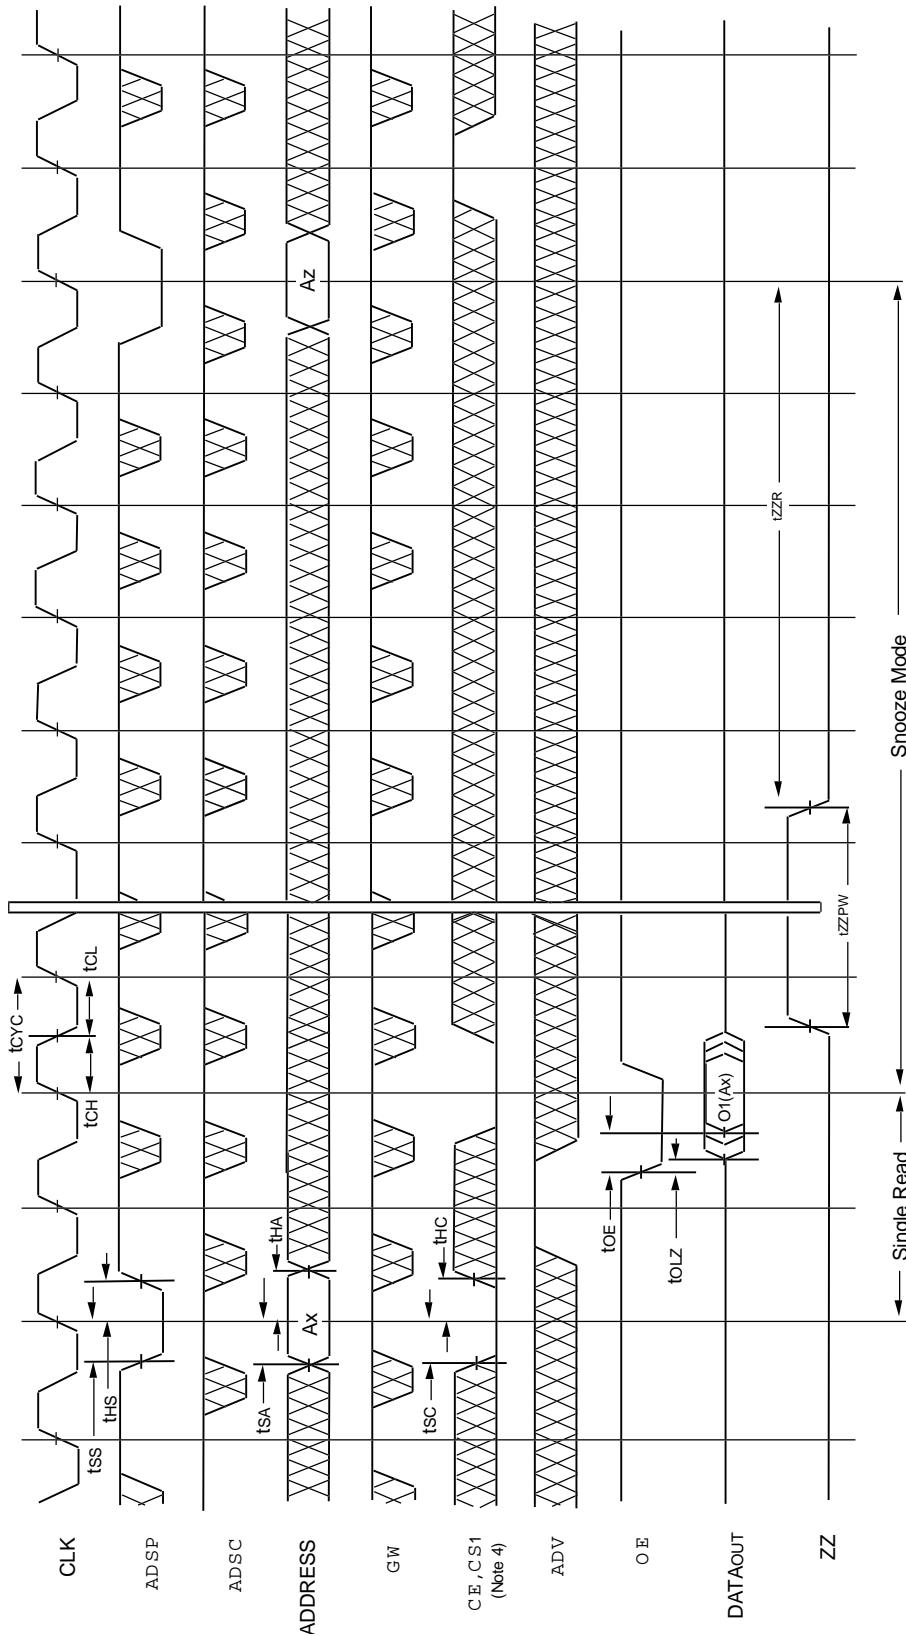 CLK
tCYC
tCH
tCL
tSS
tHS
ADSP
ADSC
ADDRESS
tSA
tHA
Ax
Az
GW
CE,CS1
(Note 4)
tSC
tHC
ADV
OE
tOE
tOLZ
DATAOUT
O1(Ax)
ZZ
tZZPW
tZZR
Single Read
Snooze Mode